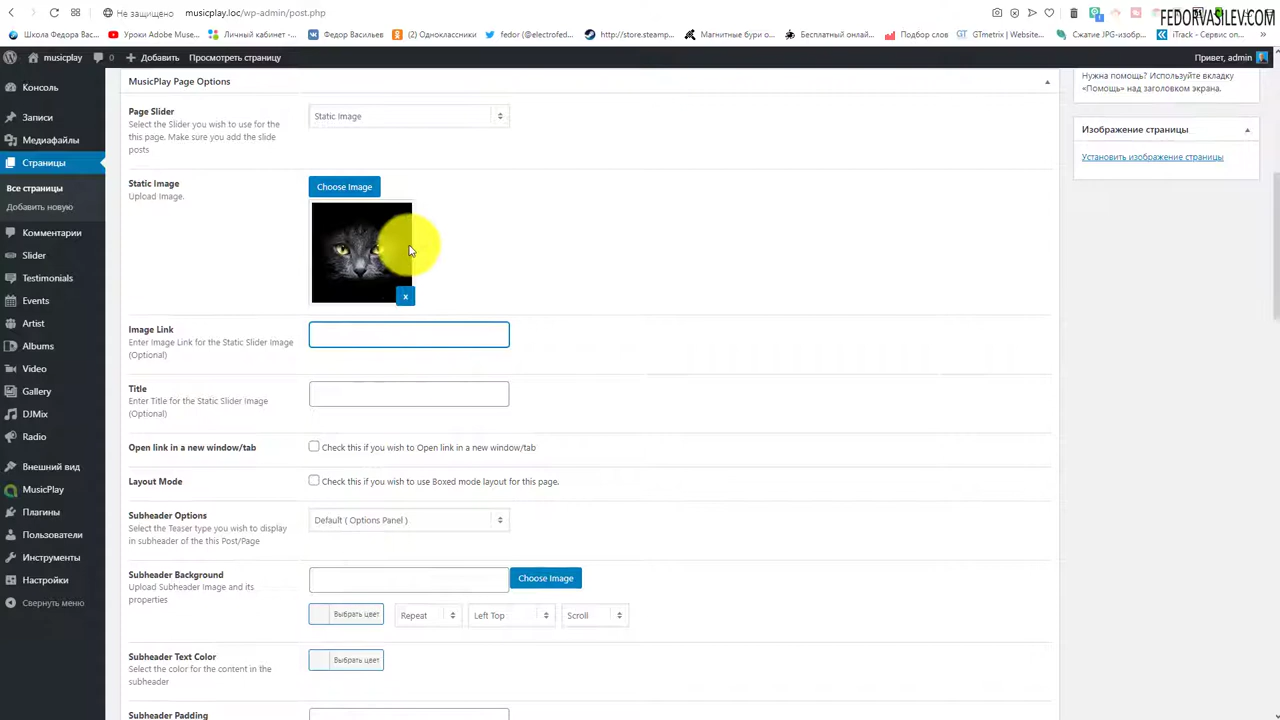 Не защищено musicplay.loc/wp-admin/post.php
FEDORVASILEV.COM
Школа Федора Вас... Уроки Adobe Muse... Личный кабинет -... Федор Васильев (2) Одноклассники fedor (@electrofed... http://store.steamp... Магнитные бури о... Бесплатный онлай... Подбор слов GTmetrix | Website... Сжатие JPG-изобр... iTrack - Сервис оп...
musicplay 0 Добавить Просмотреть страницу Привет, admin
Консоль
Записи
Медиафайлы
Страницы
Все страницы
Добавить новую
Комментарии
Slider
Testimonials
Events
Artist
Albums
Video
Gallery
DJMix
Radio
Внешний вид
MusicPlay
Плагины
Пользователи
Инструменты
Настройки
Свернуть меню
MusicPlay Page Options
Page Slider
Select the Slider you wish to use for the
this page. Make sure you add the slide
posts
Static Image
Static Image
Upload Image.
Choose Image
x
Image Link
Enter Image Link for the Static Slider Image
(Optional)
Title
Enter Title for the Static Slider Image
(Optional)
Open link in a new window/tab
Check this if you wish to Open link in a new window/tab
Layout Mode
Check this if you wish to use Boxed mode layout for this page.
Subheader Options
Select the Teaser type you wish to display
in subheader of the this Post/Page
Default ( Options Panel )
Subheader Background
Upload Subheader Image and its
properties
Choose Image
Выбрать цвет Repeat Left Top Scroll
Subheader Text Color
Select the color for the content in the
subheader
Выбрать цвет
Subheader Padding
Нужна помощь? Используйте вкладку
«Помощь» над заголовком экрана.
Изображение страницы
Установить изображение страницы